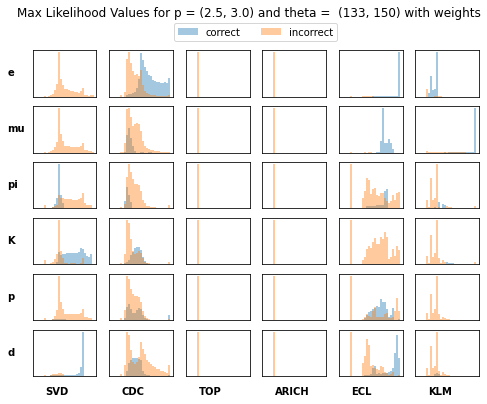 Max Likelihood Values for p = (2.5, 3.0) and theta =  (133, 150) with weights
correct incorrect
e
mu
pi
K
p
d
SVD CDC TOP ARICH ECL KLM